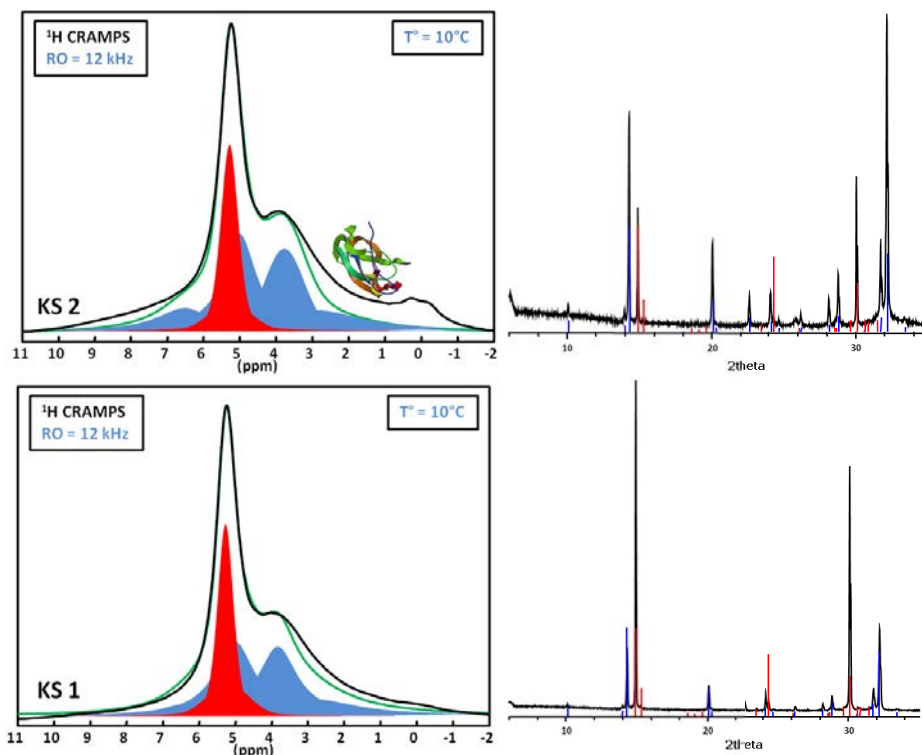 ¹H CRAMPS
RO = 12 kHz
T° = 10°C
KS 2
11 10 9 8 7 6 5 4 3 2 1 0 -1 -2
(ppm)
10 20 30
2theta
¹H CRAMPS
RO = 12 kHz
T° = 10°C
KS 1
11 10 9 8 7 6 5 4 3 2 1 0 -1 -2
(ppm)
10 20 30
2theta